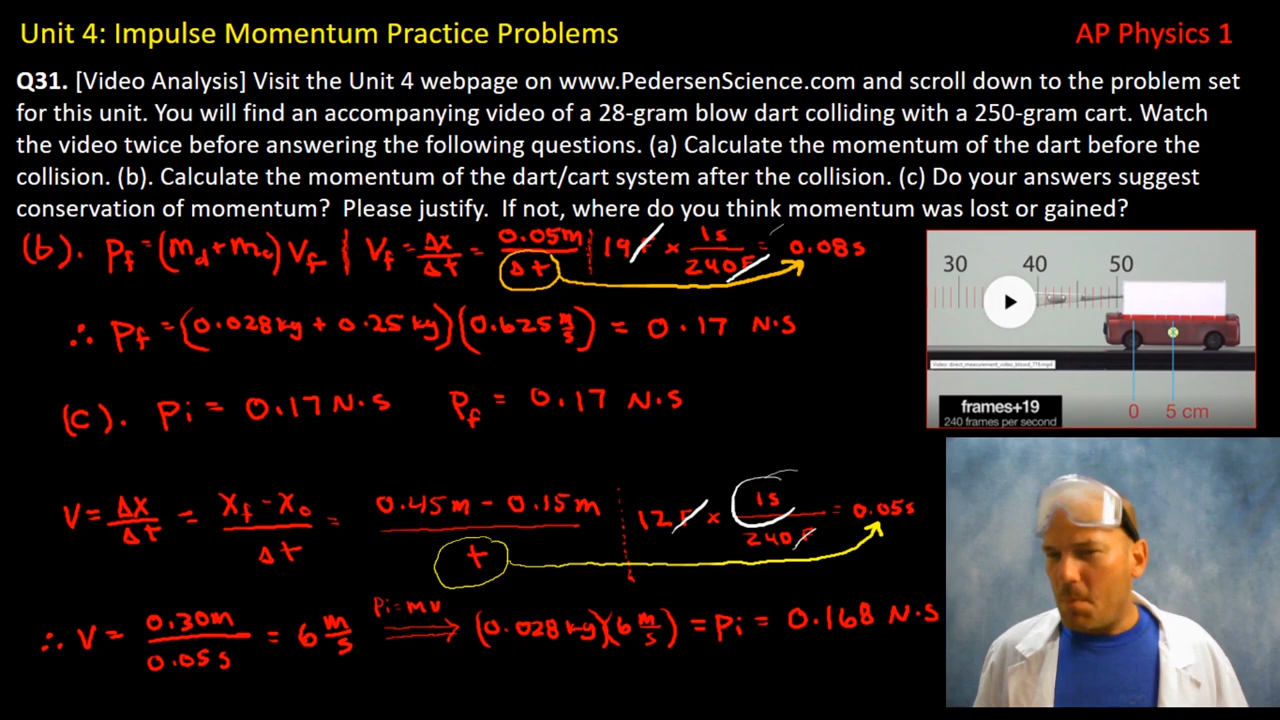 Unit 4: Impulse Momentum Practice Problems
AP Physics 1
Q31. [Video Analysis] Visit the Unit 4 webpage on www.PedersenScience.com and scroll down to the problem set
for this unit. You will find an accompanying video of a 28-gram blow dart colliding with a 250-gram cart. Watch
the video twice before answering the following questions. (a) Calculate the momentum of the dart before the
collision. (b). Calculate the momentum of the dart/cart system after the collision. (c) Do your answers suggest
conservation of momentum? Please justify. If not, where do you think momentum was lost or gained?
(b). Pf = (md + mc) Vf | Vf = Δx/Δt = 0.05m/Δt | 19F × 1s/240F = 0.08s
∴ Pf = (0.028kg + 0.25kg)(0.625 m/s) = 0.17 N·s
(c). Pi = 0.17 N·s Pf = 0.17 N·s
V = Δx/Δt = Xf - X0/Δt = 0.45m - 0.15m/t | 12F × 1s/240F = 0.05s
∴ V = 0.30m/0.05s = 6 m/s Pi = mv ⇒ (0.028kg)(6 m/s) = Pi = 0.168 N·s
30 40 50
frames+19
240 frames per second
0 5 cm